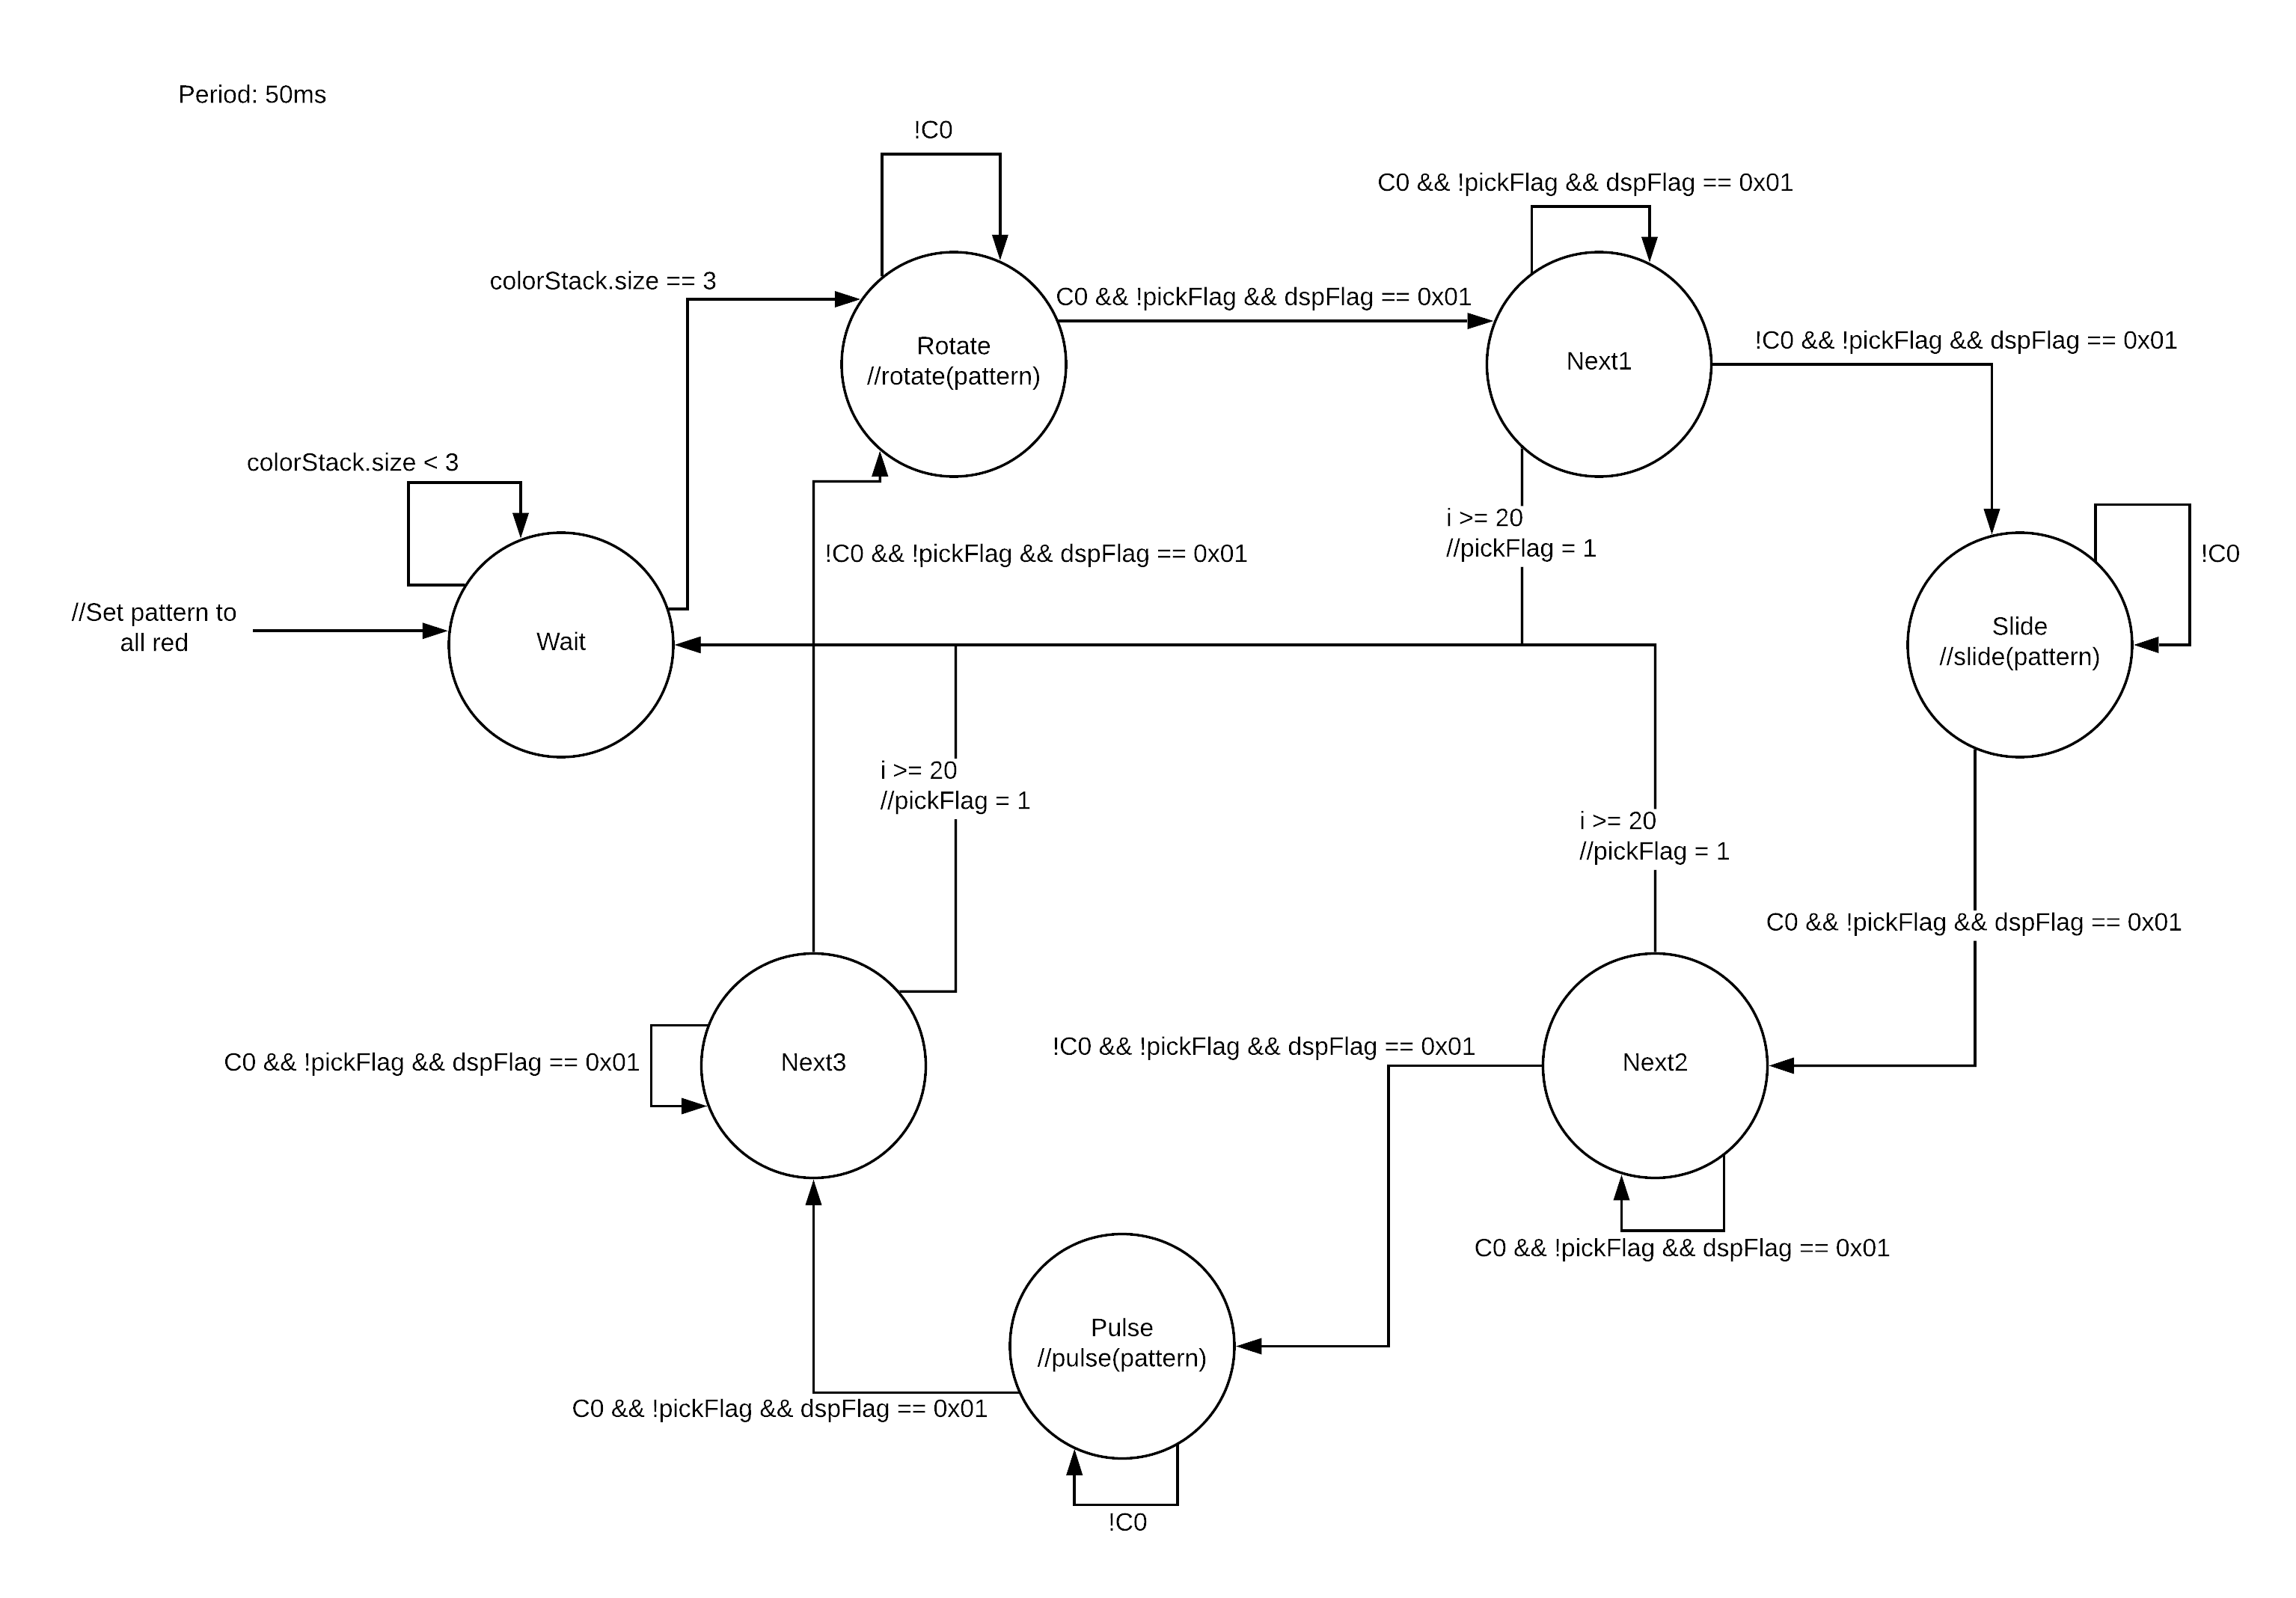 Period: 50ms
!C0
C0 && !pickFlag && dspFlag == 0x01
colorStack.size == 3
C0 && !pickFlag && dspFlag == 0x01
Rotate
//rotate(pattern)
Next1
!C0 && !pickFlag && dspFlag == 0x01
colorStack.size < 3
i >= 20
//pickFlag = 1
!C0 && !pickFlag && dspFlag == 0x01
!C0
//Set pattern to
all red
Wait
Slide
//slide(pattern)
i >= 20
//pickFlag = 1
i >= 20
//pickFlag = 1
C0 && !pickFlag && dspFlag == 0x01
!C0 && !pickFlag && dspFlag == 0x01
C0 && !pickFlag && dspFlag == 0x01
Next3
Next2
C0 && !pickFlag && dspFlag == 0x01
Pulse
//pulse(pattern)
C0 && !pickFlag && dspFlag == 0x01
!C0